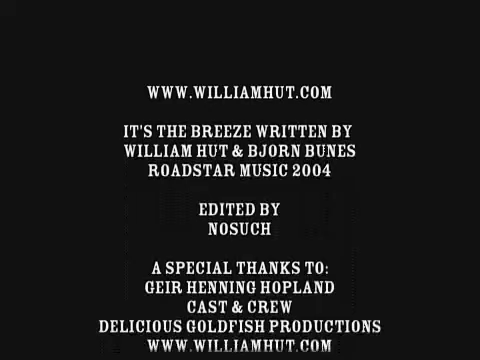 WWW.WILLIAMHUT.COM
IT'S THE BREEZE WRITTEN BY
WILLIAM HUT & BJORN BUNES
ROADSTAR MUSIC 2004
EDITED BY
NOSUCH
A SPECIAL THANKS TO:
GEIR HENNING HOPLAND
CAST & CREW
DELICIOUS GOLDFISH PRODUCTIONS
WWW.WILLIAMHUT.COM